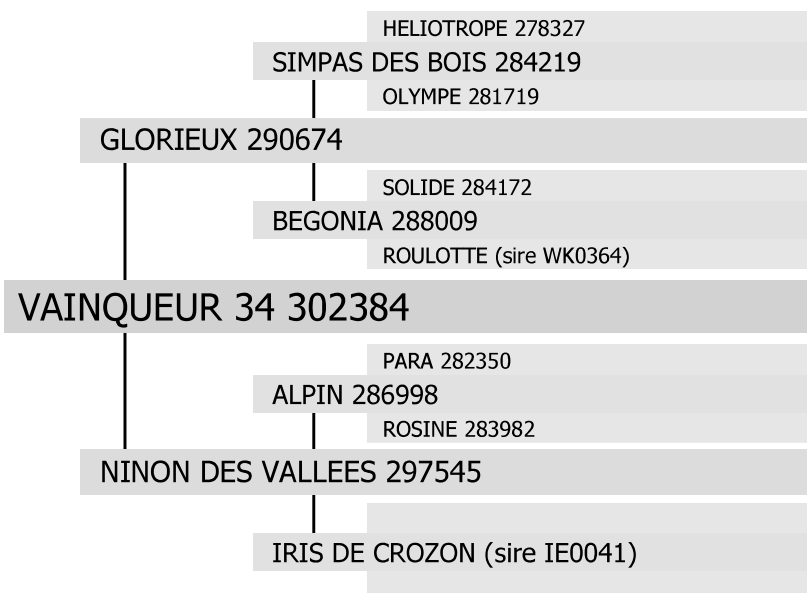 HELIOTROPE 278327
SIMPAS DES BOIS 284219
OLYMPE 281719
GLORIEUX 290674
SOLIDE 284172
BEGONIA 288009
ROULOTTE (sire WK0364)
VAINQUEUR 34 302384
PARA 282350
ALPIN 286998
ROSINE 283982
NINON DES VALLEES 297545
IRIS DE CROZON (sire IE0041)